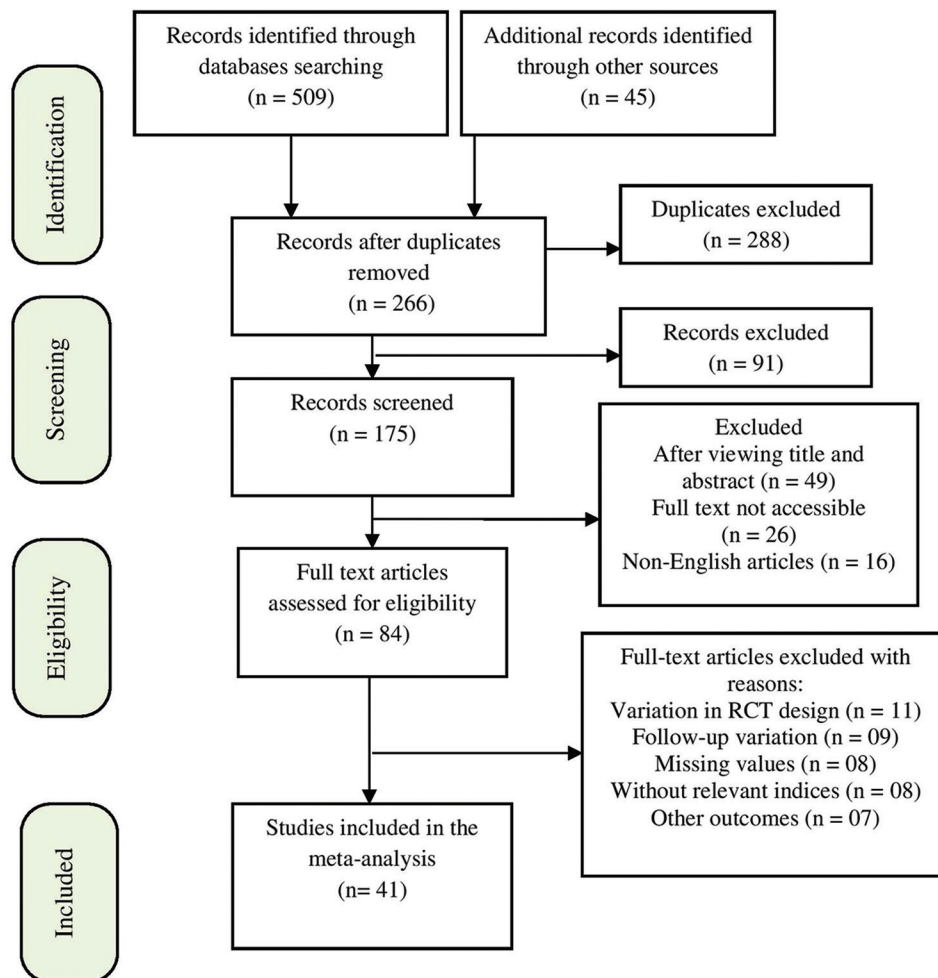 Records identified through
databases searching
(n = 509)
Additional records identified
through other sources
(n = 45)
Identification
Records after duplicates
removed
(n = 266)
Duplicates excluded
(n = 288)
Screening
Records excluded
(n = 91)
Records screened
(n = 175)
Excluded
After viewing title and
abstract (n = 49)
Full text not accessible
(n = 26)
Non-English articles (n = 16)
Eligibility
Full text articles
assessed for eligibility
(n = 84)
Full-text articles excluded with
reasons:
Variation in RCT design (n = 11)
Follow-up variation (n = 09)
Missing values (n = 08)
Without relevant indices (n = 08)
Other outcomes (n = 07)
Included
Studies included in the
meta-analysis
(n= 41)